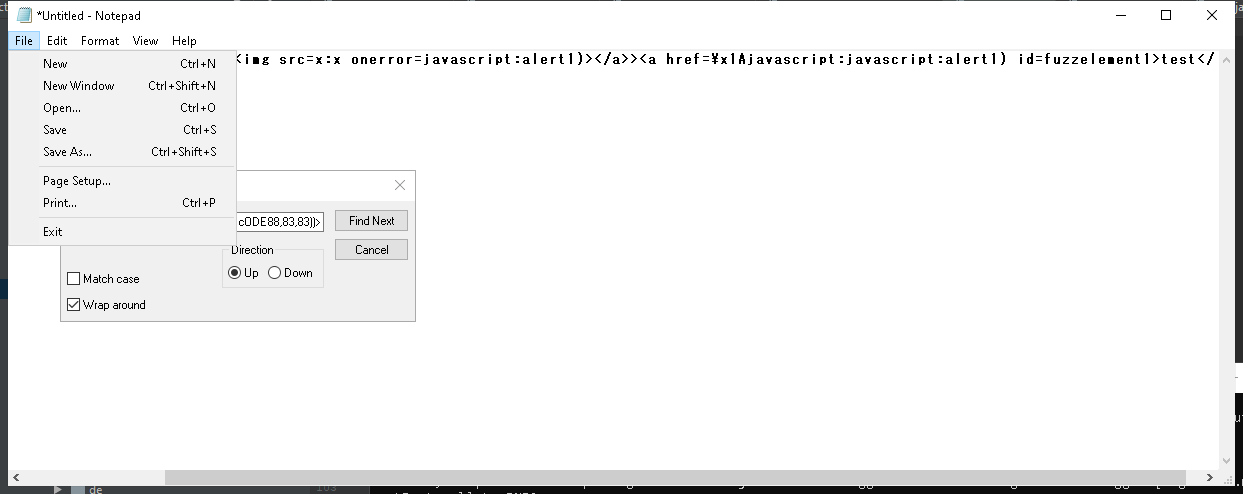 *Untitled - Notepad
File Edit Format View Help
<img src=x:x onerror=javascript:alert1)></a>><a href=¥x1Ajavascript:javascript:alert1) id=fuzzelement1>test</
New Ctrl+N
New Window Ctrl+Shift+N
Open... Ctrl+O
Save Ctrl+S
Save As... Ctrl+Shift+S
Page Setup...
Print... Ctrl+P
Exit
cODE88,83,83))> Find Next
Cancel
Direction
Up Down
Match case
Wrap around
de
103